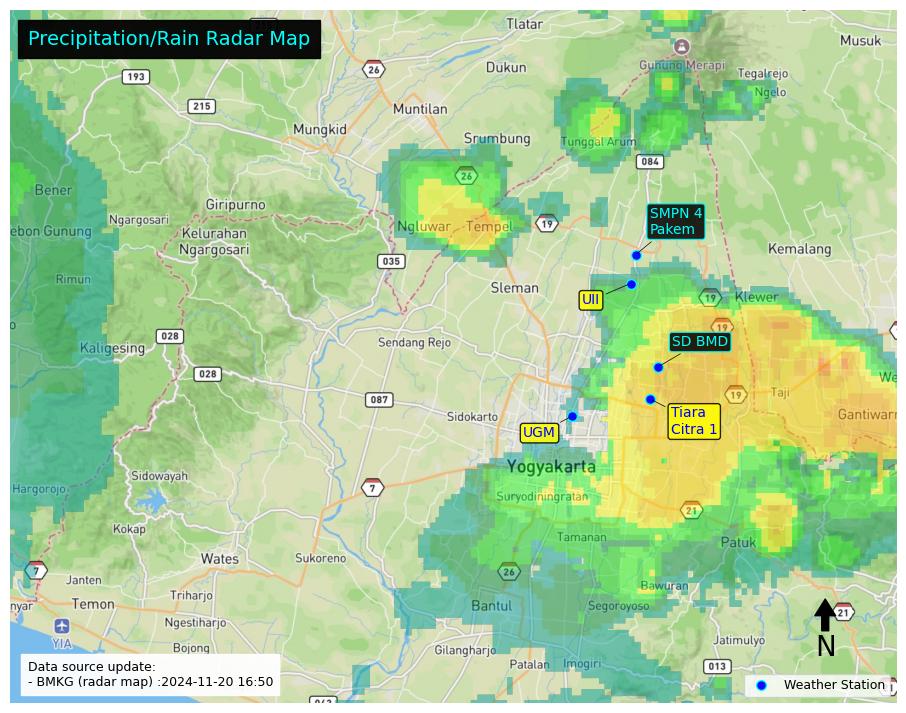 Precipitation/Rain Radar Map
Tlatar
Musuk
26
193
Dukun
Gunung Merapi
Tegalrejo
Ngelo
215
Muntilan
Mungkid
Srumbung
Tunggal Arum
084
26
Bener
Giripurno
Ngargosari
Ngluwar
Tempel
19
SMPN 4
Pakem
ebon Gunung
Kelurahan
Ngargosari
Kemalang
035
Rimun
Sleman
UII
19
Klewer
19
028
Kaligesing
Sendang Rejo
SD BMD
028
We
087
19
Taji
Sidokarto
Tiara
Citra 1
Gantiwarn
UGM
Yogyakarta
Sidowayah
Hargorojo
7
Suryodiningratan
21
Kokap
Tamanan
Patuk
Wates
Sukoreno
7
Janten
26
Bawuran
nyar
Temon
Triharjo
Bantul
Segoroyoso
21
YIA
Ngestiharjo
N
Bojong
Gilangharjo
Jatimulyo
Patalan
Imogiri
013
Data source update:
- BMKG (radar map) :2024-11-20 16:50
Weather Station